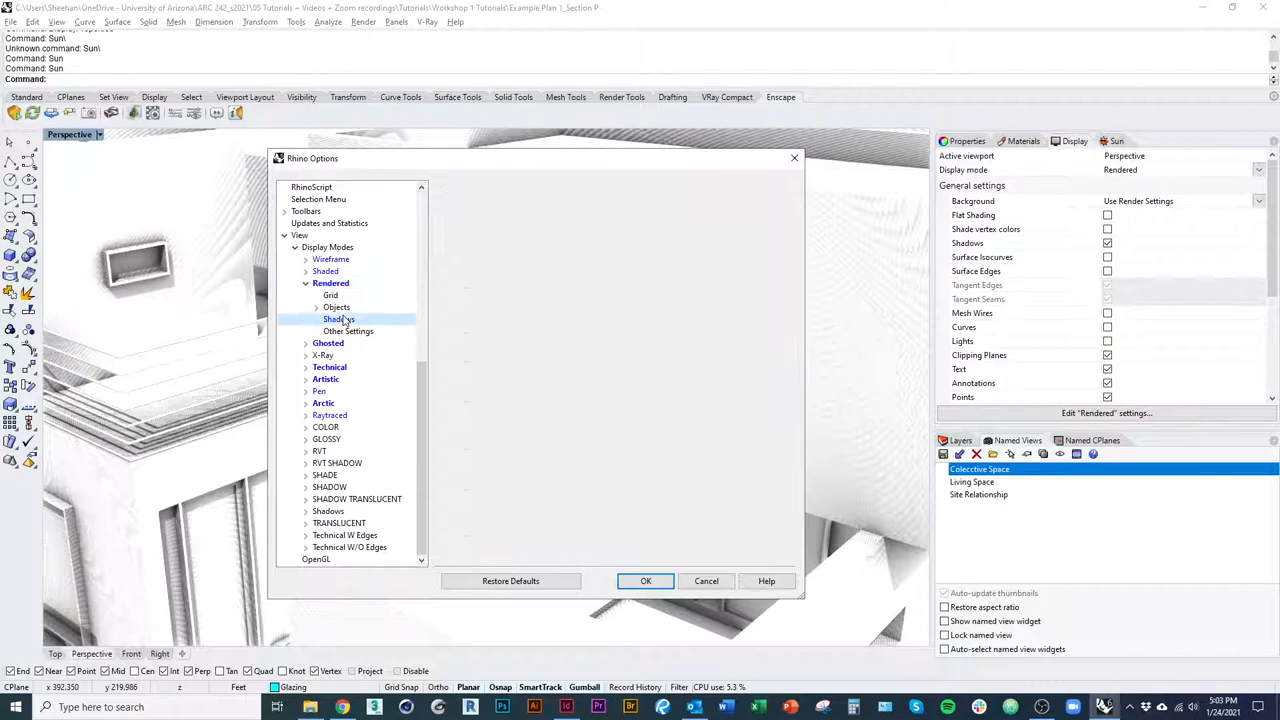 C:\Users\Sheehan\OneDrive - University of Arizona\ARC 242_s2021\05 Tutorials + Videos + Zoom recordings\Tutorials\Workshop 1 Tutorials\Example Plan 1_Section P
File Edit View Curve Surface Solid Mesh Dimension Transform Tools Analyze Render Panels V-Ray Help
Command: Sun\
Unknown command: Sun\
Command: Sun
Command: Sun
Command:
Standard CPlanes Set View Display Select Viewport Layout Visibility Transform Curve Tools Surface Tools Solid Tools Mesh Tools Render Tools Drafting VRay Compact Enscape
Perspective
Rhino Options
RhinoScript
Selection Menu
Toolbars
Updates and Statistics
View
Display Modes
Wireframe
Shaded
Rendered
Grid
Objects
Shadows
Other Settings
Ghosted
X-Ray
Technical
Artistic
Pen
Arctic
Raytraced
COLOR
GLOSSY
RVT
RVT SHADOW
SHADE
SHADOW
SHADOW TRANSLUCENT
Shadows
TRANSLUCENT
Technical W Edges
Technical W/O Edges
OpenGL
Restore Defaults OK Cancel Help
Properties Materials Display Sun
Active viewport Perspective
Display mode Rendered
General settings
Background Use Render Settings
Flat Shading
Shade vertex colors
Shadows
Surface Isocurves
Surface Edges
Tangent Edges
Tangent Seams
Mesh Wires
Curves
Lights
Clipping Planes
Text
Annotations
Points
Edit "Rendered" settings...
Layers Named Views Named CPlanes
Colecctive Space
Living Space
Site Relationship
Auto-update thumbnails
Restore aspect ratio
Show named view widget
Lock named view
Auto-select named view widgets
Top Perspective Front Right
End Near Point Mid Cen Int Perp Tan Quad Knot Vertex Project Disable
CPlane x 392.350 y 219.986 z Feet Glazing Grid Snap Ortho Planar Osnap SmartTrack Gumball Record History Filter CPU use: 5.3 %
Type here to search
5:03 PM
1/24/2021